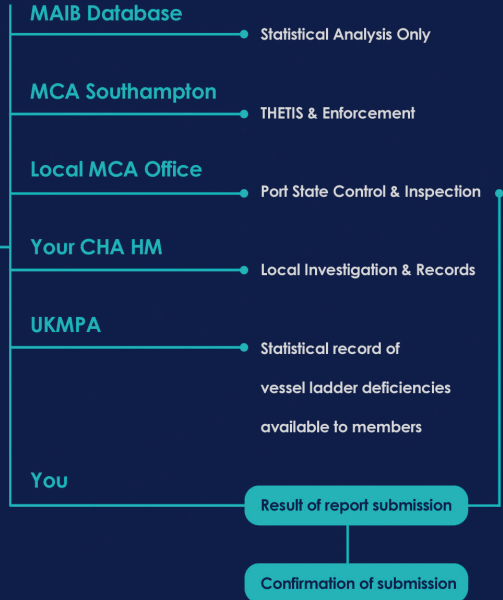 MAIB Database
Statistical Analysis Only
MCA Southampton
THETIS & Enforcement
Local MCA Office
Port State Control & Inspection
Your CHA HM
Local Investigation & Records
UKMPA
Statistical record of
vessel ladder deficiencies
available to members
You
Result of report submission
Confirmation of submission